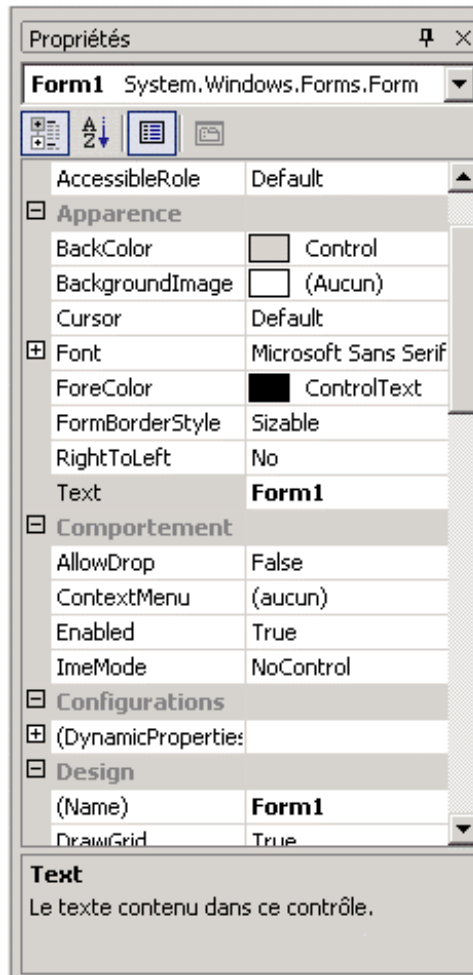 Propriétés
Form1 System.Windows.Forms.Form
AccessibleRole Default
Apparence
BackColor Control
BackgroundImage (Aucun)
Cursor Default
Font Microsoft Sans Serif
ForeColor ControlText
FormBorderStyle Sizable
RightToLeft No
Text Form1
Comportement
AllowDrop False
ContextMenu (aucun)
Enabled True
ImeMode NoControl
Configurations
(DynamicProperties
Design
(Name) Form1
DrawGrid True
Text
Le texte contenu dans ce contrôle.